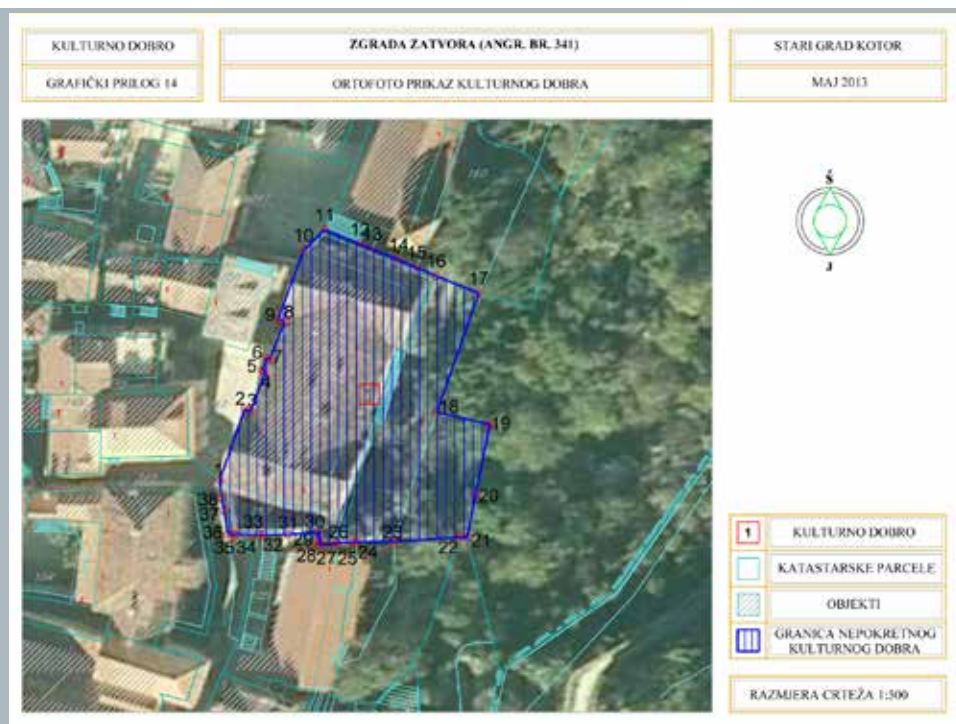 KULTURNO DOBRO
ZGRADA ZATVORA (ANGR. BR. 341)
STARI GRAD KOTOR
GRAFIČKI PRILOG 14
ORTOFOTO PRIKAZ KULTURNOG DOBRA
MAJ 2013
Š
J
11
10
12
13
14
15
16
17
9
8
6
7
5
4
2
3
18
19
1
20
38
37
36
33
31
30
26
23
35
34
32
29
28
27
25
24
22
21
1 KULTURNO DOBRO
KATASTARSKE PARCELE
OBJEKTI
GRANICA NEPOKRETNOG
KULTURNOG DOBRA
RAZMJERA CRTEŽA 1:500